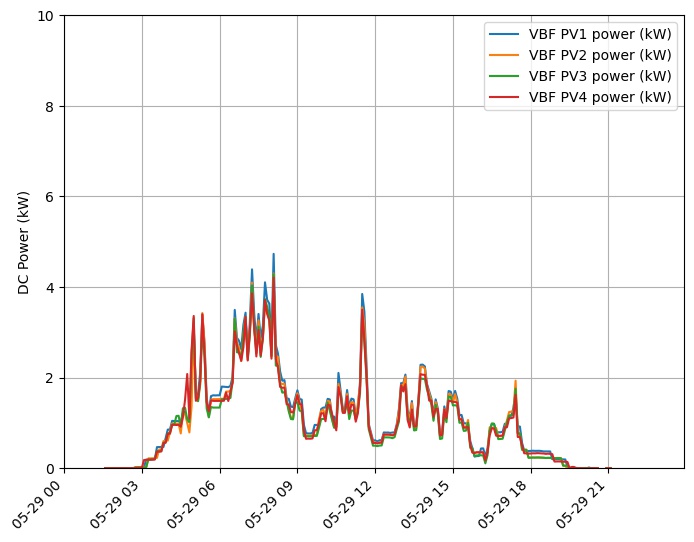 10
8
6
4
2
0
DC Power (kW)
VBF PV1 power (kW)
VBF PV2 power (kW)
VBF PV3 power (kW)
VBF PV4 power (kW)
05-29 00
05-29 03
05-29 06
05-29 09
05-29 12
05-29 15
05-29 18
05-29 21